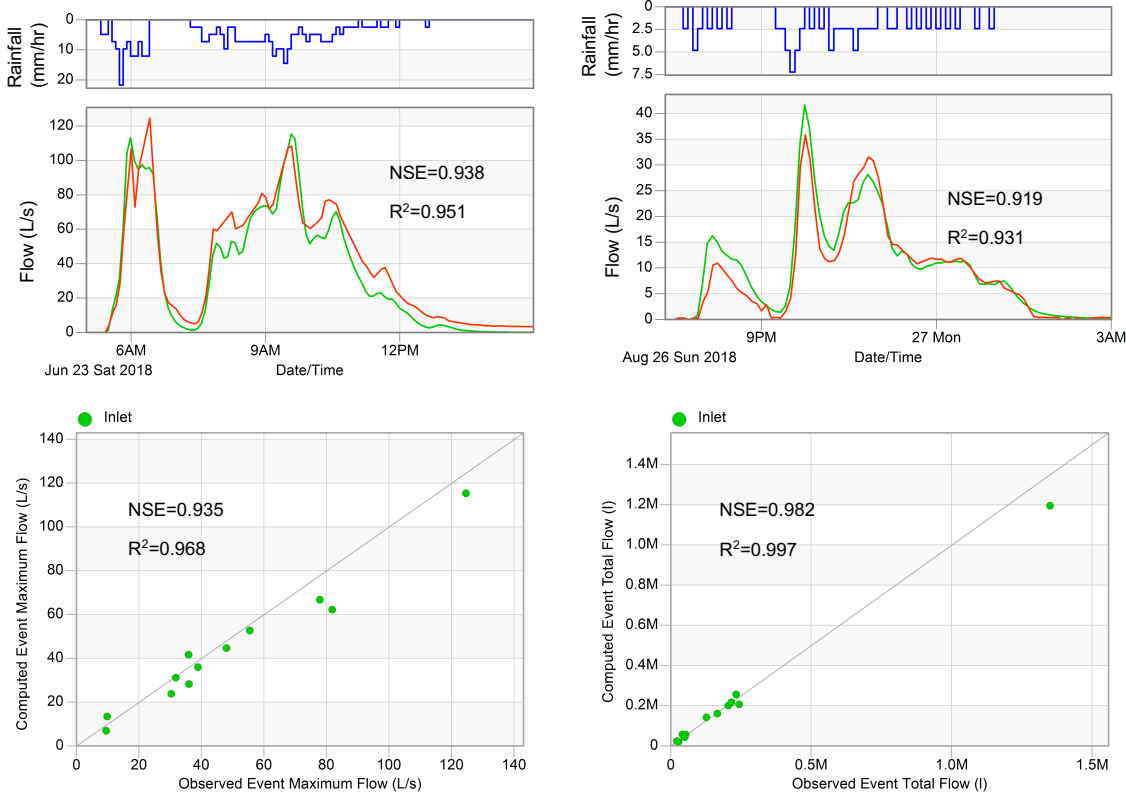 Rainfall
(mm/hr)
0
10
20
Flow (L/s)
120
100
80
60
40
20
0
NSE=0.938
R²=0.951
6AM
9AM
12PM
Jun 23 Sat 2018
Date/Time
Rainfall
(mm/hr)
0
2.5
5.0
7.5
Flow (L/s)
40
35
30
25
20
15
10
5
0
NSE=0.919
R²=0.931
9PM
27 Mon
3AM
Aug 26 Sun 2018
Date/Time
Inlet
Computed Event Maximum Flow (L/s)
140
120
100
80
60
40
20
0
NSE=0.935
R²=0.968
0
20
40
60
80
100
120
140
Observed Event Maximum Flow (L/s)
Inlet
Computed Event Total Flow (l)
1.4M
1.2M
1.0M
0.8M
0.6M
0.4M
0.2M
0
NSE=0.982
R²=0.997
0
0.5M
1.0M
1.5M
Observed Event Total Flow (l)